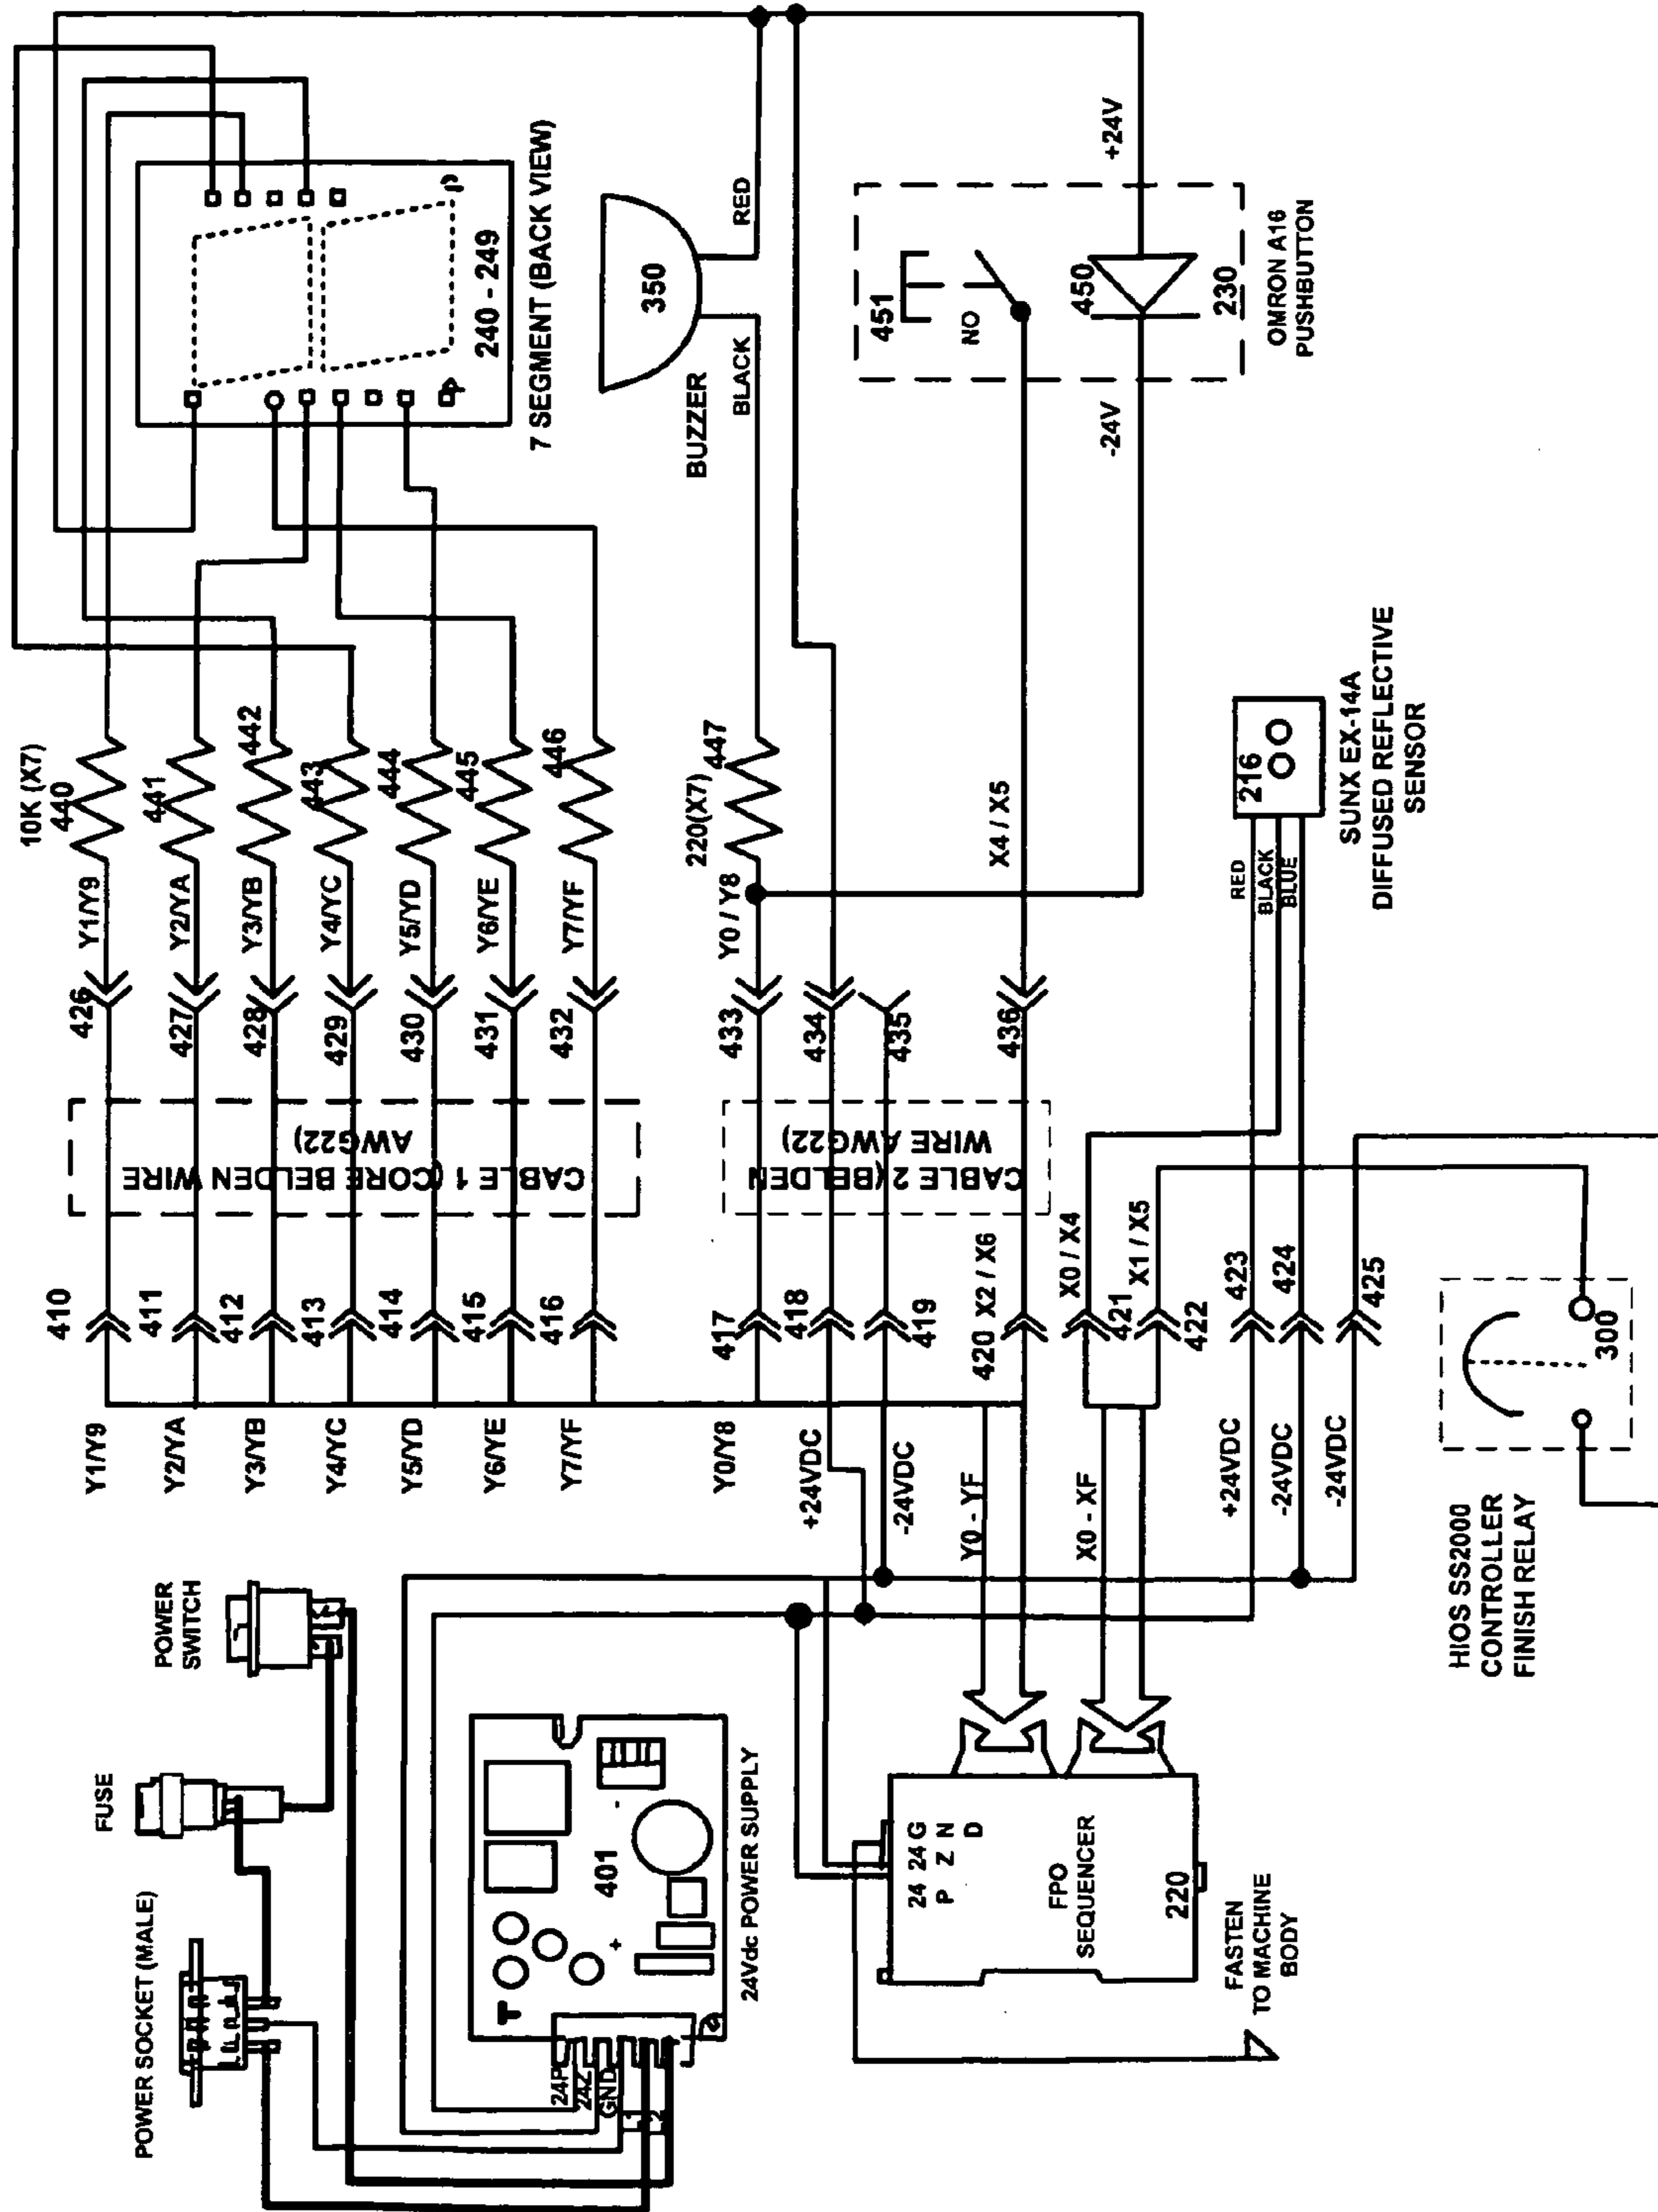 10K (X7)
440
441
442
443
444
445
446
220(X7)
447
Y1/Y9
Y2/YA
Y3/YB
Y4/YC
Y5/YD
Y6/YE
Y7/YF
Y0 / Y8
X4 / X5
426
427
428
429
430
431
432
433
434
435
436
CABLE 1 (CORE BELDEN WIRE
AWG22)
CABLE 2 (BELDEN
WIRE AWG22)
410
411
412
413
414
415
416
417
418
419
420 X2 / X6
X0 / X4
421
X1 / X5
422
423
424
425
Y1/Y9
Y2/YA
Y3/YB
Y4/YC
Y5/YD
Y6/YE
Y7/YF
Y0/Y8
+24VDC
-24VDC
Y0 - YF
X0 - XF
+24VDC
-24VDC
-24VDC
240 - 249
7 SEGMENT (BACK VIEW)
350
BUZZER
RED
BLACK
451
NO
450
230
+24V
-24V
OMRON A16
PUSHBUTTON
216
RED
BLACK
BLUE
SUNX EX-14A
DIFFUSED REFLECTIVE
SENSOR
300
HIOS SS2000
CONTROLLER
FINISH RELAY
POWER
SWITCH
FUSE
POWER SOCKET (MALE)
401
+
-
24P
24Z
GND
1
2
24Vdc POWER SUPPLY
24 24 G
P Z N
D
FPO
SEQUENCER
220
FASTEN
TO MACHINE
BODY